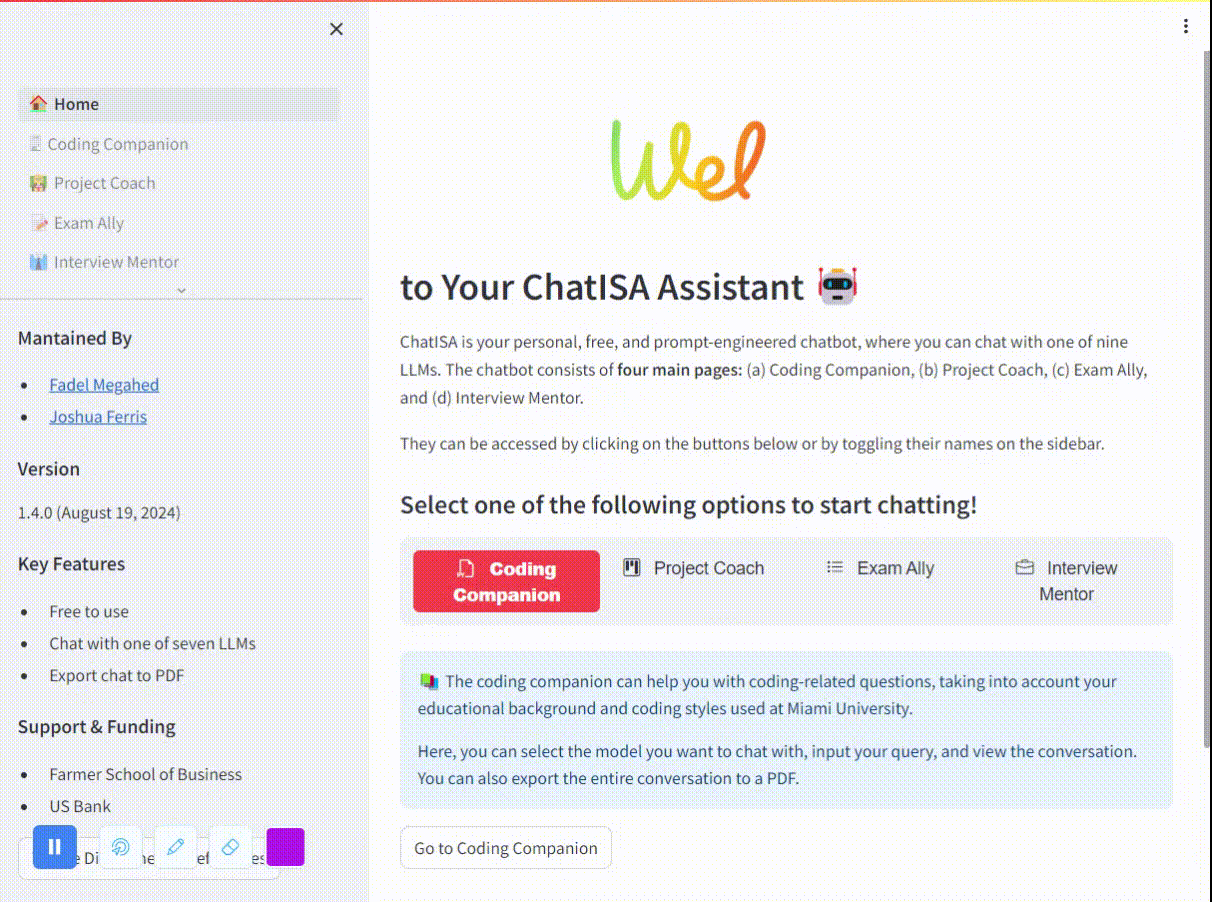 Home
Coding Companion
Project Coach
Exam Ally
Interview Mentor
Mantained By
Fadel Megahed
Joshua Ferris
Version
1.4.0 (August 19, 2024)
Key Features
Free to use
Chat with one of seven LLMs
Export chat to PDF
Support & Funding
Farmer School of Business
US Bank
Wel
to Your ChatISA Assistant
ChatISA is your personal, free, and prompt-engineered chatbot, where you can chat with one of nine
LLMs. The chatbot consists of four main pages: (a) Coding Companion, (b) Project Coach, (c) Exam Ally,
and (d) Interview Mentor.
They can be accessed by clicking on the buttons below or by toggling their names on the sidebar.
Select one of the following options to start chatting!
Coding
Companion
Project Coach
Exam Ally
Interview
Mentor
The coding companion can help you with coding-related questions, taking into account your
educational background and coding styles used at Miami University.
Here, you can select the model you want to chat with, input your query, and view the conversation.
You can also export the entire conversation to a PDF.
Go to Coding Companion